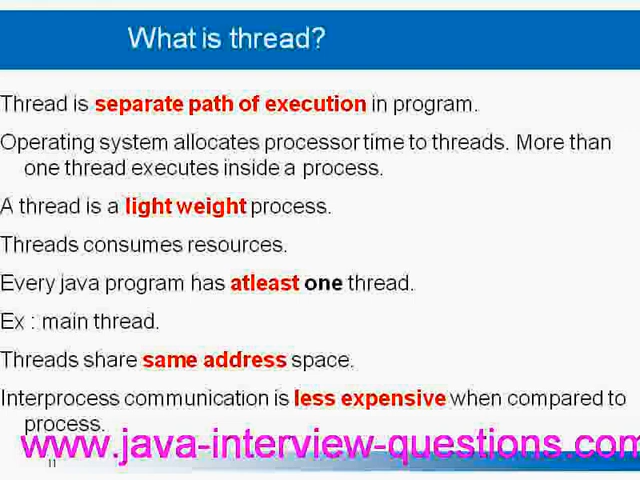 What is thread?
Thread is separate path of execution in program.
Operating system allocates processor time to threads. More than
one thread executes inside a process.
A thread is a light weight process.
Threads consumes resources.
Every java program has atleast one thread.
Ex : main thread.
Threads share same address space.
Interprocess communication is less expensive when compared to
process.
www.java-interview-questions.com
11